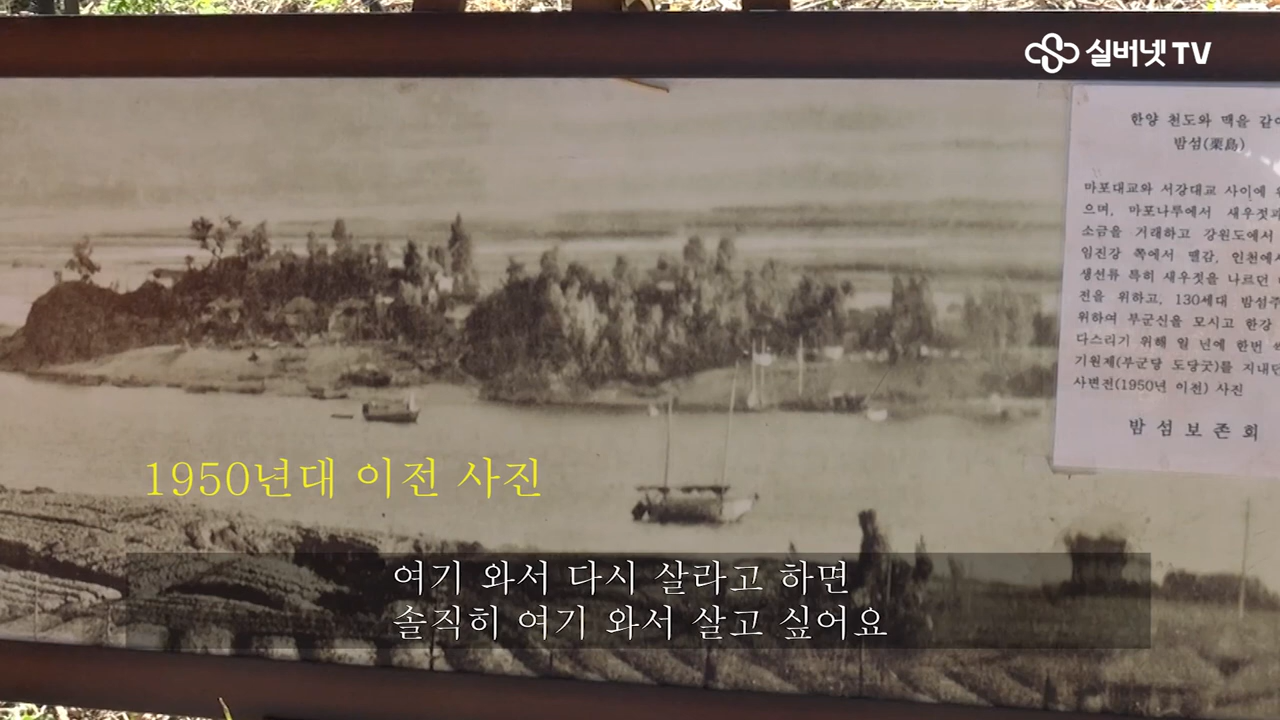 실버넷 TV
한양 천도와 맥을 같이
밤섬(栗島)
마포대교와 서강대교 사이에
으며, 마포나루에서 새우젓과
소금을 거래하고 강원도에서
임진강 쪽에서 땔감, 인천에서
생선류 특히 새우젓을 나르던
전을 위하고, 130세대 밤섬주
위하여 부군신을 모시고 한강
다스리기 위해 일 년에 한번
기원제(부군당 도당굿)를 지내던
사변전(1950년 이전) 사진
밤 섬 보 존 회
1950년대 이전 사진
여기 와서 다시 살라고 하면
솔직히 여기 와서 살고 싶어요